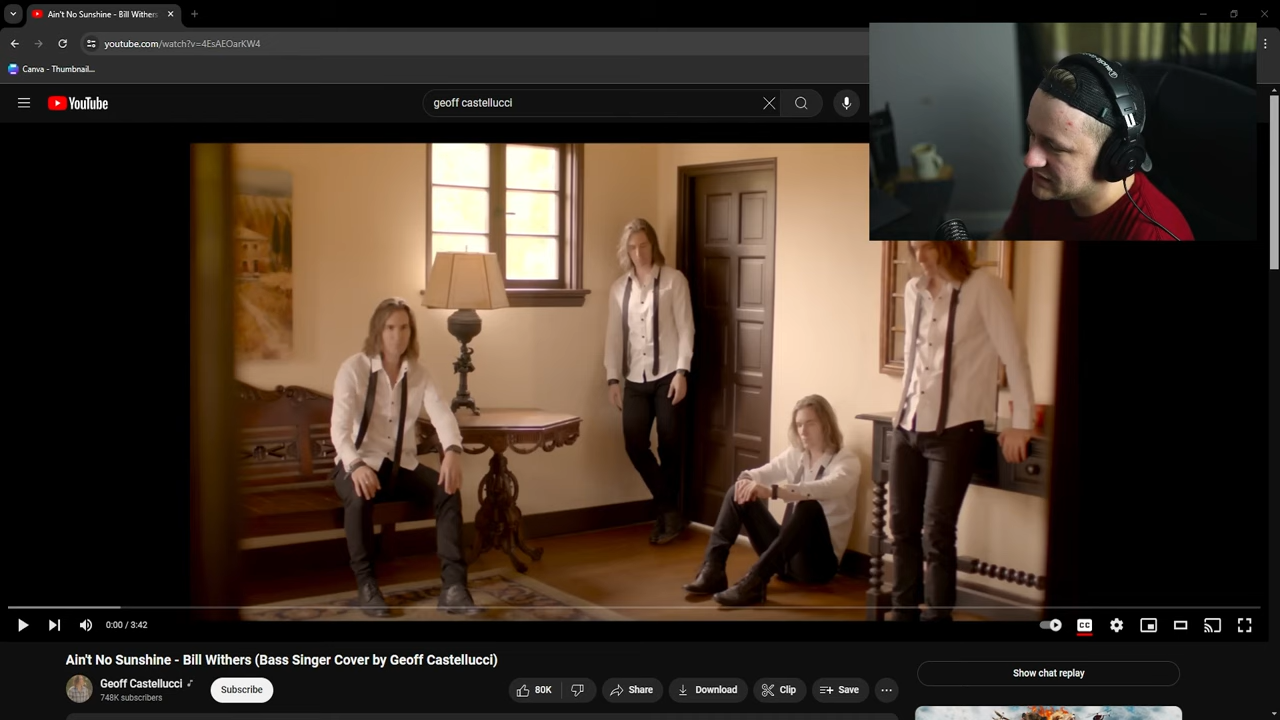 Ain't No Sunshine - Bill Withers
youtube.com/watch?v=4EsAEOarKW4
Canva - Thumbnail...
YouTube
geoff castellucci
0:00 / 3:42
CC
Ain't No Sunshine - Bill Withers (Bass Singer Cover by Geoff Castellucci)
Geoff Castellucci
748K subscribers
Subscribe
80K
Share
Download
Clip
Save
Show chat replay